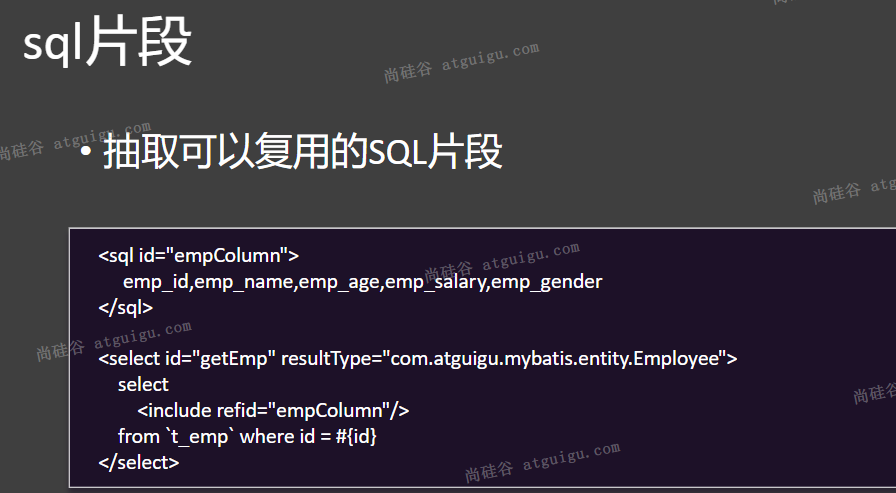 sql片段
• 抽取可以复用的SQL片段
<sql id="empColumn">
emp_id,emp_name,emp_age,emp_salary,emp_gender
</sql>
<select id="getEmp" resultType="com.atguigu.mybatis.entity.Employee">
select
<include refid="empColumn"/>
from `t_emp` where id = #{id}
</select>
尚硅谷 atguigu.com
尚硅谷 atguigu.com
尚硅谷 atg
尚硅谷 atguigu.com
尚硅谷 atguigu.com
尚硅谷
尚硅谷 atguigu.com